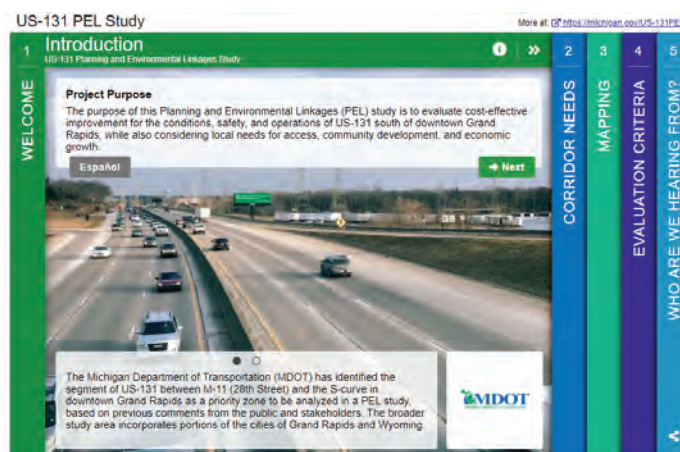 US-131 PEL Study
More at: https://michigan.gov/US-131PEL
1
Introduction
US-131 Planning and Environmental Linkages Study
i
»
2
3
4
5
WELCOME
CORRIDOR NEEDS
MAPPING
EVALUATION CRITERIA
WHO ARE WE HEARING FROM?
Project Purpose
The purpose of this Planning and Environmental Linkages (PEL) study is to evaluate cost-effective
improvement for the conditions, safety, and operations of US-131 south of downtown Grand
Rapids, while also considering local needs for access, community development, and economic
growth.
Español
Next
The Michigan Department of Transportation (MDOT) has identified the
segment of US-131 between M-11 (28th Street) and the S-curve in
downtown Grand Rapids as a priority zone to be analyzed in a PEL study,
based on previous comments from the public and stakeholders. The broader
study area incorporates portions of the cities of Grand Rapids and Wyoming.
MDOT